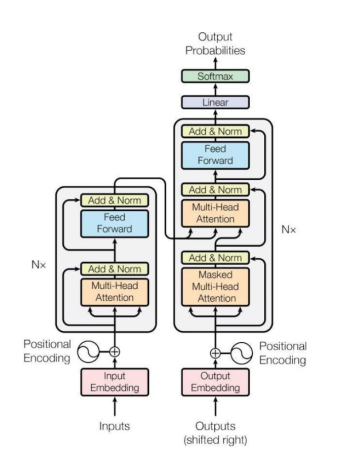 Output
Probabilities
Softmax
Linear
Add & Norm
Feed
Forward
Add & Norm
Multi-Head
Attention
Add & Norm
Masked
Multi-Head
Attention
N×
Positional
Encoding
Output
Embedding
Outputs
(shifted right)
Add & Norm
Feed
Forward
Add & Norm
Multi-Head
Attention
N×
Positional
Encoding
Input
Embedding
Inputs